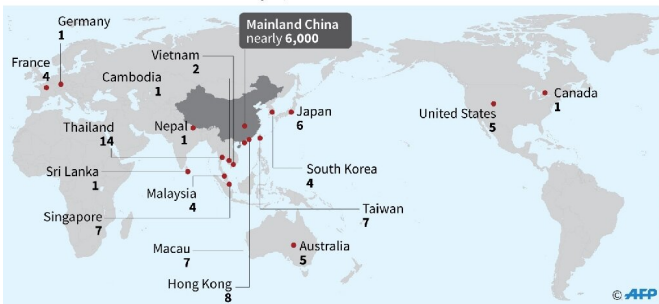 Germany
1
Mainland China
nearly 6,000
France
4
Vietnam
2
Cambodia
1
Canada
1
Thailand
14
Nepal
1
Japan
6
United States
5
Sri Lanka
1
South Korea
4
Malaysia
4
Singapore
7
Taiwan
7
Macau
7
Australia
5
Hong Kong
8
© AFP